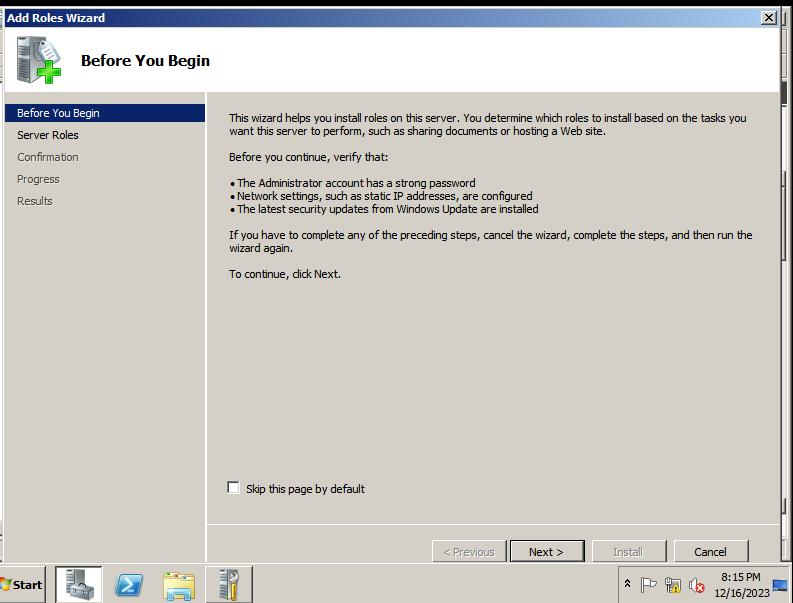 Add Roles Wizard
Before You Begin
Before You Begin
Server Roles
Confirmation
Progress
Results
This wizard helps you install roles on this server. You determine which roles to install based on the tasks you
want this server to perform, such as sharing documents or hosting a Web site.
Before you continue, verify that:
• The Administrator account has a strong password
• Network settings, such as static IP addresses, are configured
• The latest security updates from Windows Update are installed
If you have to complete any of the preceding steps, cancel the wizard, complete the steps, and then run the
wizard again.
To continue, click Next.
Skip this page by default
< Previous
Next >
Install
Cancel
Start
8:15 PM
12/16/2023